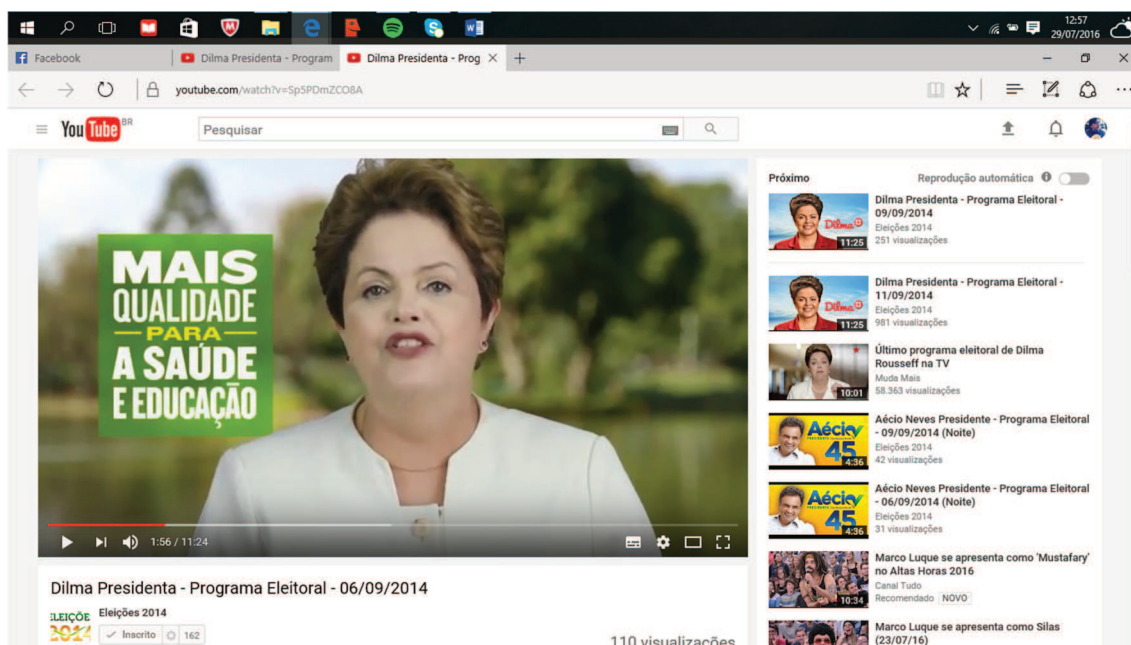 12:57
29/07/2016
Facebook
Dilma Presidenta - Program
Dilma Presidenta - Prog
youtube.com/watch?v=Sp5PDmZCO8A
YouTube BR
Pesquisar
MAIS
QUALIDADE
PARA
A SAÚDE
E EDUCAÇÃO
1:56 / 11:24
Dilma Presidenta - Programa Eleitoral - 06/09/2014
ELEIÇÕE
2014
Eleições 2014
Inscrito 162
110 visualizações
Próximo
Reprodução automática
Dilma
11:25
Dilma Presidenta - Programa Eleitoral -
09/09/2014
Eleições 2014
251 visualizações
Dilma
11:25
Dilma Presidenta - Programa Eleitoral -
11/09/2014
Eleições 2014
981 visualizações
10:01
Último programa eleitoral de Dilma
Rousseff na TV
Muda Mais
58.363 visualizações
Aécio
45
4:36
Aécio Neves Presidente - Programa Eleitoral
- 09/09/2014 (Noite)
Eleições 2014
42 visualizações
Aécio
45
4:36
Aécio Neves Presidente - Programa Eleitoral
- 06/09/2014 (Noite)
Eleições 2014
31 visualizações
10:34
Marco Luque se apresenta como 'Mustafary'
no Altas Horas 2016
Canal Tudo
Recomendado NOVO
Marco Luque se apresenta como Silas
(23/07/16)